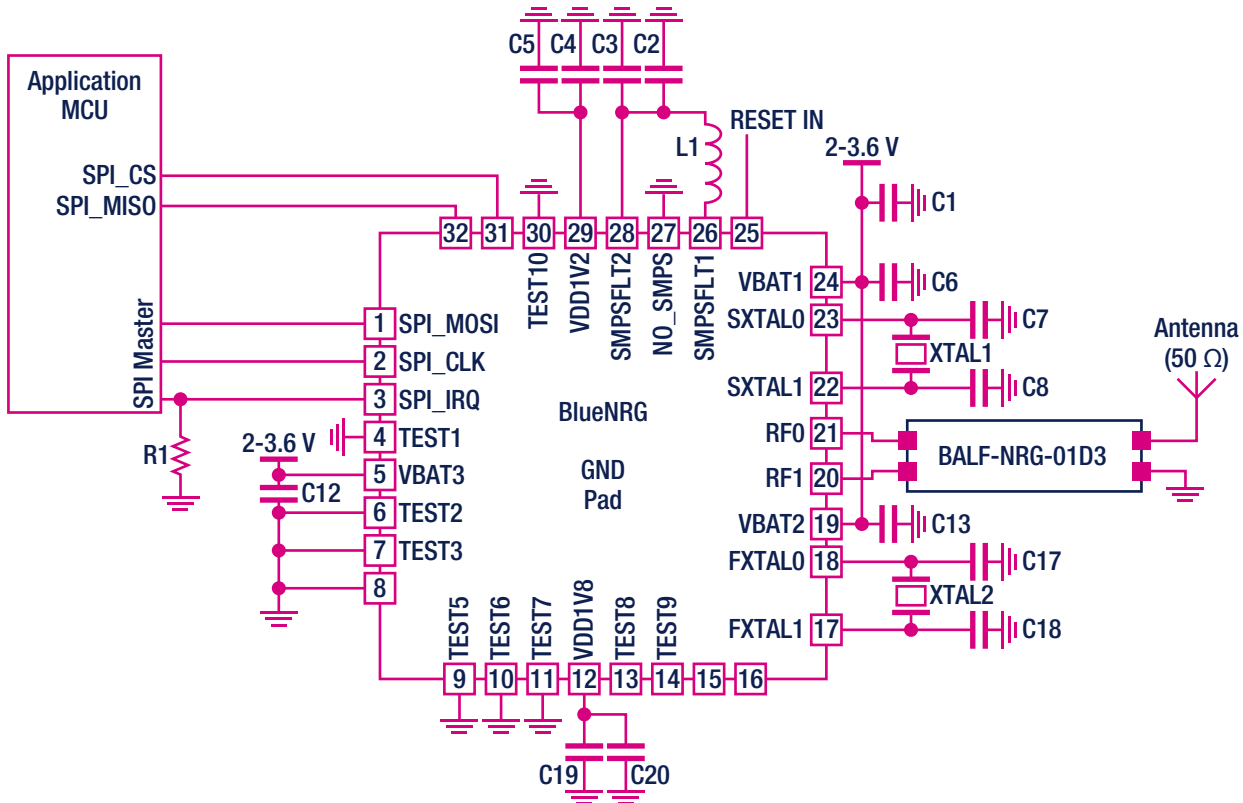 C5
C4
C3
C2
Application
MCU
RESET IN
L1
2-3.6 V
SPI_CS
SPI_MISO
C1
32
31
30
29
28
27
26
25
TEST10
VDD1V2
SMPSFLT2
NO_SMPS
SMPSFLT1
VBAT1
24
C6
SXTAL0
23
C7
XTAL1
SXTAL1
22
C8
Antenna
(50 Ω)
SPI Master
1
SPI_MOSI
2
SPI_CLK
3
SPI_IRQ
4
TEST1
R1
2-3.6 V
5
VBAT3
C12
6
TEST2
7
TEST3
8
BlueNRG
GND
Pad
RF0
21
RF1
20
BALF-NRG-01D3
VBAT2
19
C13
FXTAL0
18
C17
XTAL2
FXTAL1
17
C18
TEST5
TEST6
TEST7
VDD1V8
TEST8
TEST9
9
10
11
12
13
14
15
16
C19
C20